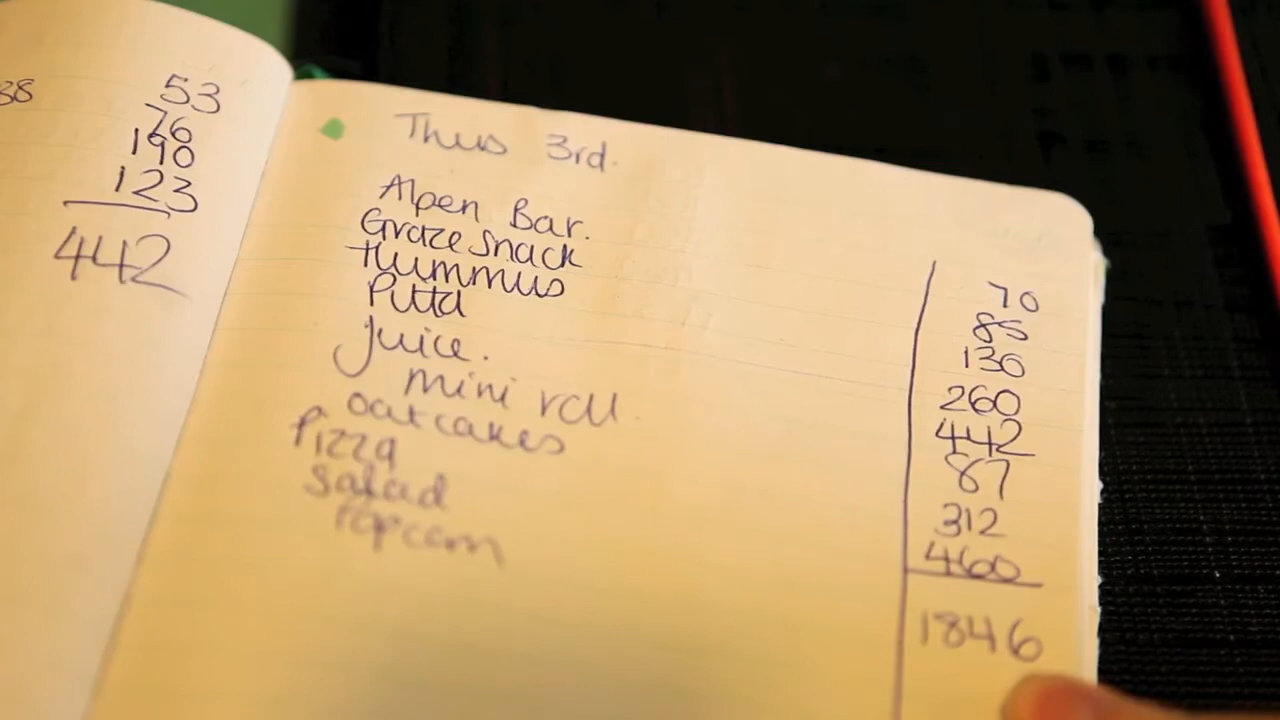 38
53
76
190
123
442
Thus 3rd.
Alpen Bar.
Graze snack
Hummus
Pitta
Juice.
mini roll
oatcakes
Pizza
salad
Popcorn
70
85
130
260
442
87
312
460
1846